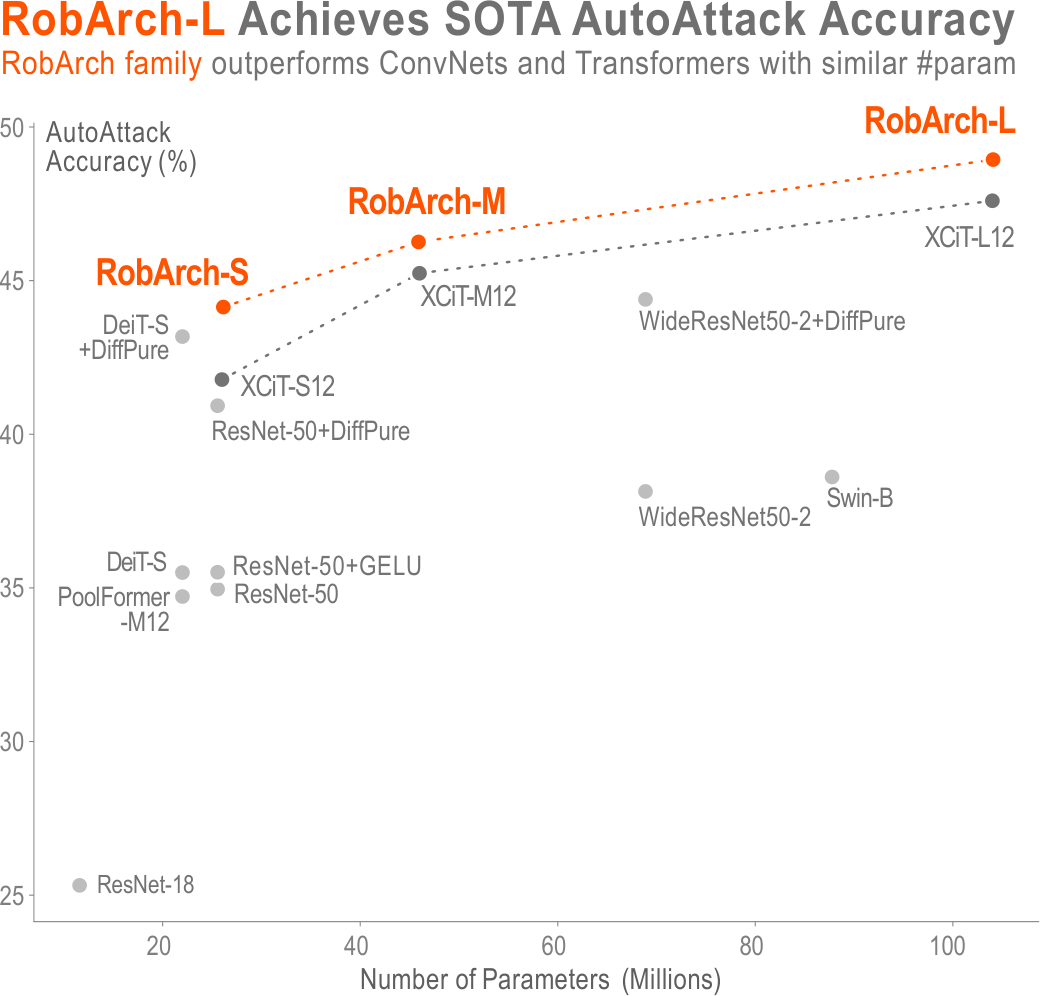 RobArch-L Achieves SOTA AutoAttack Accuracy
RobArch family outperforms ConvNets and Transformers with similar #param
50
AutoAttack
Accuracy (%)
RobArch-L
RobArch-M
XCiT-L12
RobArch-S
45
XCiT-M12
DeiT-S
+DiffPure
WideResNet50-2+DiffPure
XCiT-S12
40
ResNet-50+DiffPure
Swin-B
WideResNet50-2
DeiT-S
ResNet-50+GELU
35
PoolFormer
-M12
ResNet-50
30
25
ResNet-18
20
40
60
80
100
Number of Parameters (Millions)